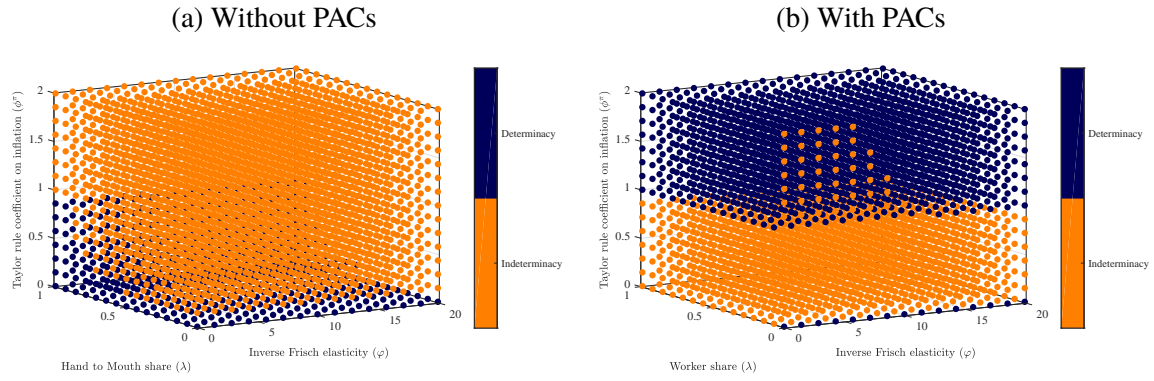 (a) Without PACs
Taylor rule coefficient on inflation (ϕ^π)
2
1.5
1
0.5
0
1
0.5
0
0
5
10
15
20
Inverse Frisch elasticity (φ)
Hand to Mouth share (λ)
Determinacy
Indeterminacy
(b) With PACs
Taylor rule coefficient on inflation (ϕ^π)
2
1.5
1
0.5
0
1
0.5
0
0
5
10
15
20
Inverse Frisch elasticity (φ)
Worker share (λ)
Determinacy
Indeterminacy